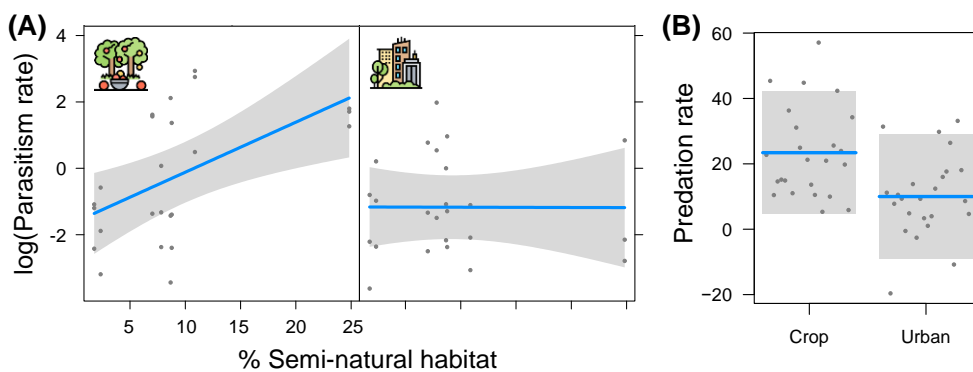 (A)
log(Parasitism rate)
4
2
0
−2
5
10
15
20
25
% Semi-natural habitat
(B)
Predation rate
60
40
20
0
−20
Crop
Urban